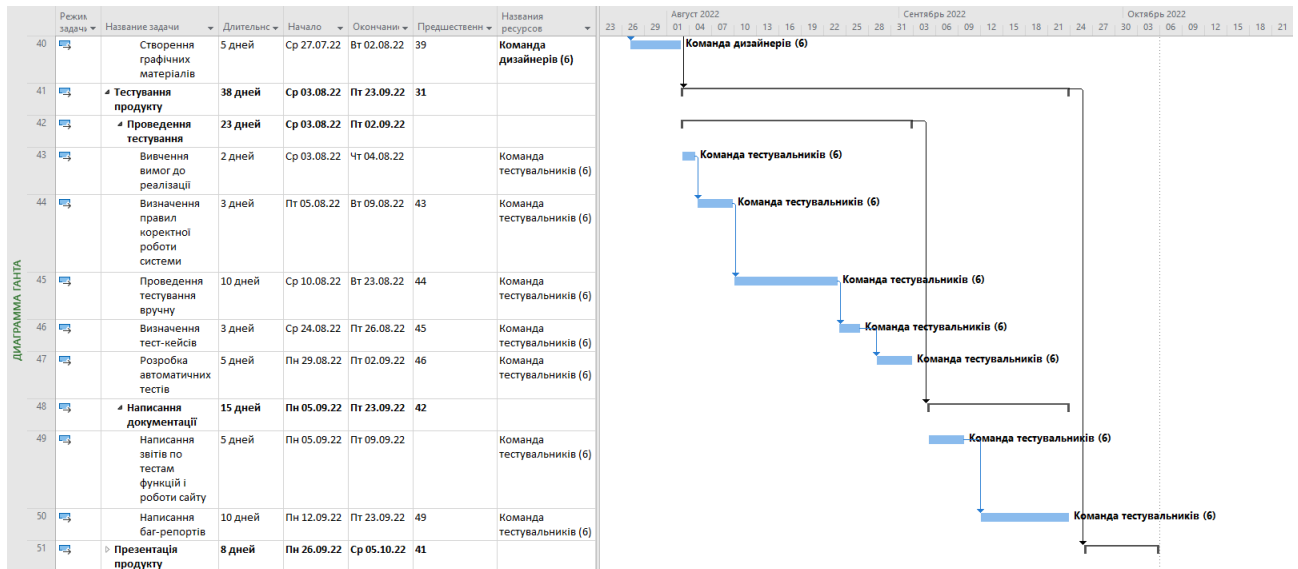 ДИАГРАММА ГАНТА
Режим задачи Название задачи Длительнс Начало Окончани Предшественн Названия ресурсов
Август 2022 Сентябрь 2022 Октябрь 2022
23 26 29 01 04 07 10 13 16 19 22 25 28 31 03 06 09 12 15 18 21 24 27 30 03 06 09 12 15 18 21
40 Створення графічних матеріалів 5 дней Ср 27.07.22 Вт 02.08.22 39 Команда дизайнерів (6)
Команда дизайнерів (6)
41 Тестування продукту 38 дней Ср 03.08.22 Пт 23.09.22 31
42 Проведення тестування 23 дней Ср 03.08.22 Пт 02.09.22
43 Вивчення вимог до реалізації 2 дней Ср 03.08.22 Чт 04.08.22 Команда тестувальників (6)
Команда тестувальників (6)
44 Визначення правил коректної роботи системи 3 дней Пт 05.08.22 Вт 09.08.22 43 Команда тестувальників (6)
Команда тестувальників (6)
45 Проведення тестування вручну 10 дней Ср 10.08.22 Вт 23.08.22 44 Команда тестувальників (6)
Команда тестувальників (6)
46 Визначення тест-кейсів 3 дней Ср 24.08.22 Пт 26.08.22 45 Команда тестувальників (6)
Команда тестувальників (6)
47 Розробка автоматичних тестів 5 дней Пн 29.08.22 Пт 02.09.22 46 Команда тестувальників (6)
Команда тестувальників (6)
48 Написання документації 15 дней Пн 05.09.22 Пт 23.09.22 42
49 Написання звітів по тестам функцій і роботи сайту 5 дней Пн 05.09.22 Пт 09.09.22 Команда тестувальників (6)
Команда тестувальників (6)
50 Написання баг-репортів 10 дней Пн 12.09.22 Пт 23.09.22 49 Команда тестувальників (6)
Команда тестувальників (6)
51 Презентація продукту 8 дней Пн 26.09.22 Ср 05.10.22 41